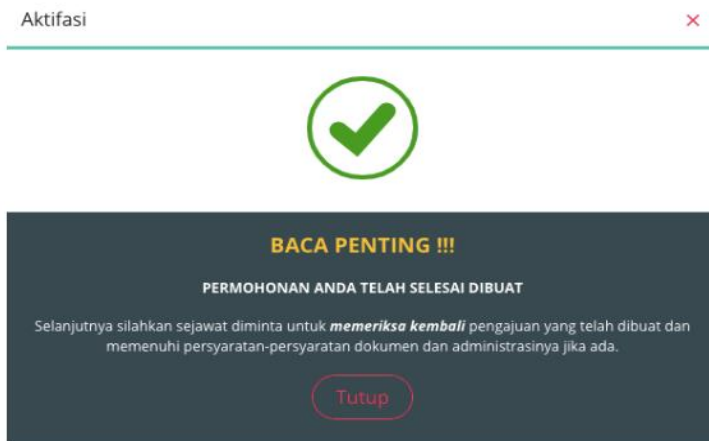 Aktifasi
BACA PENTING !!!
PERMOHONAN ANDA TELAH SELESAI DIBUAT
Selanjutnya silahkan sejawat diminta untuk memeriksa kembali pengajuan yang telah dibuat dan
memenuhi persyaratan-persyaratan dokumen dan administrasinya jika ada.
Tutup